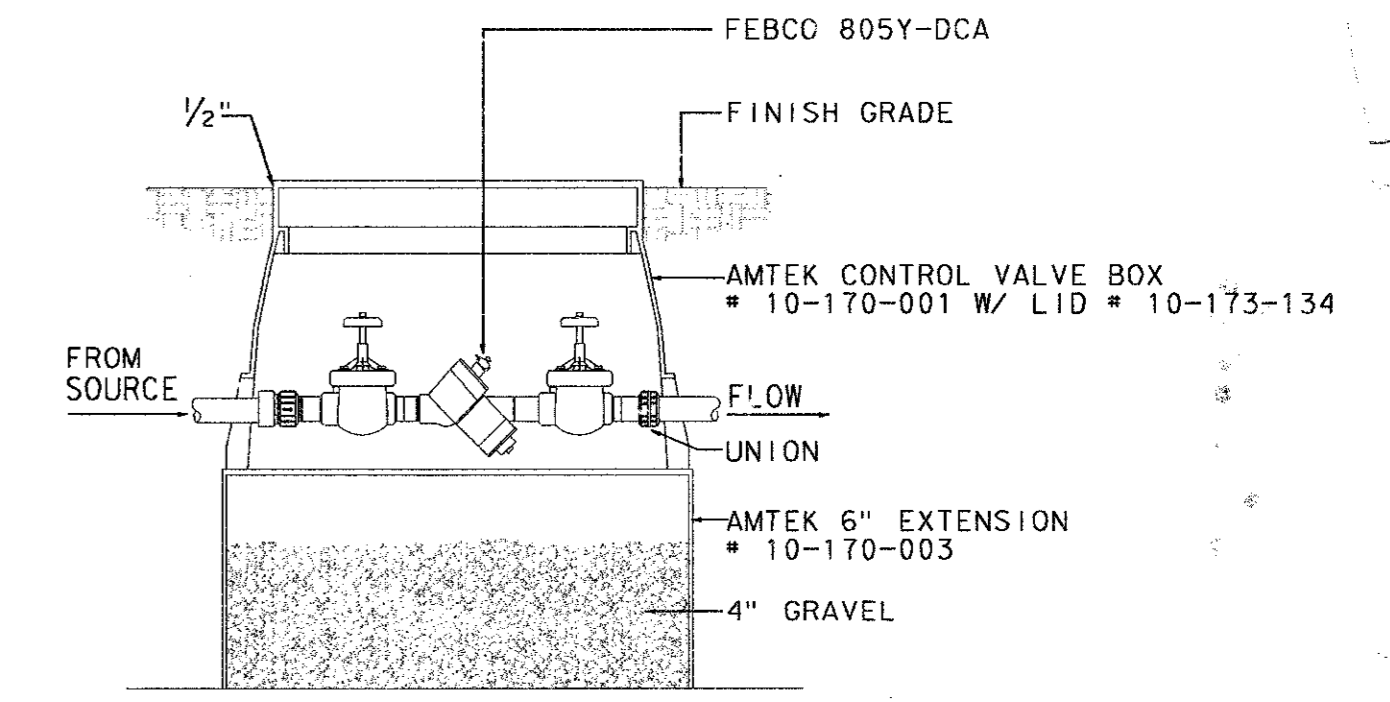 FEBCO 805Y-DCA
1/2"
FINISH GRADE
AMTEK CONTROL VALVE BOX
# 10-170-001 W/ LID # 10-173-134
FROM
SOURCE
FLOW
UNION
AMTEK 6" EXTENSION
# 10-170-003
4" GRAVEL